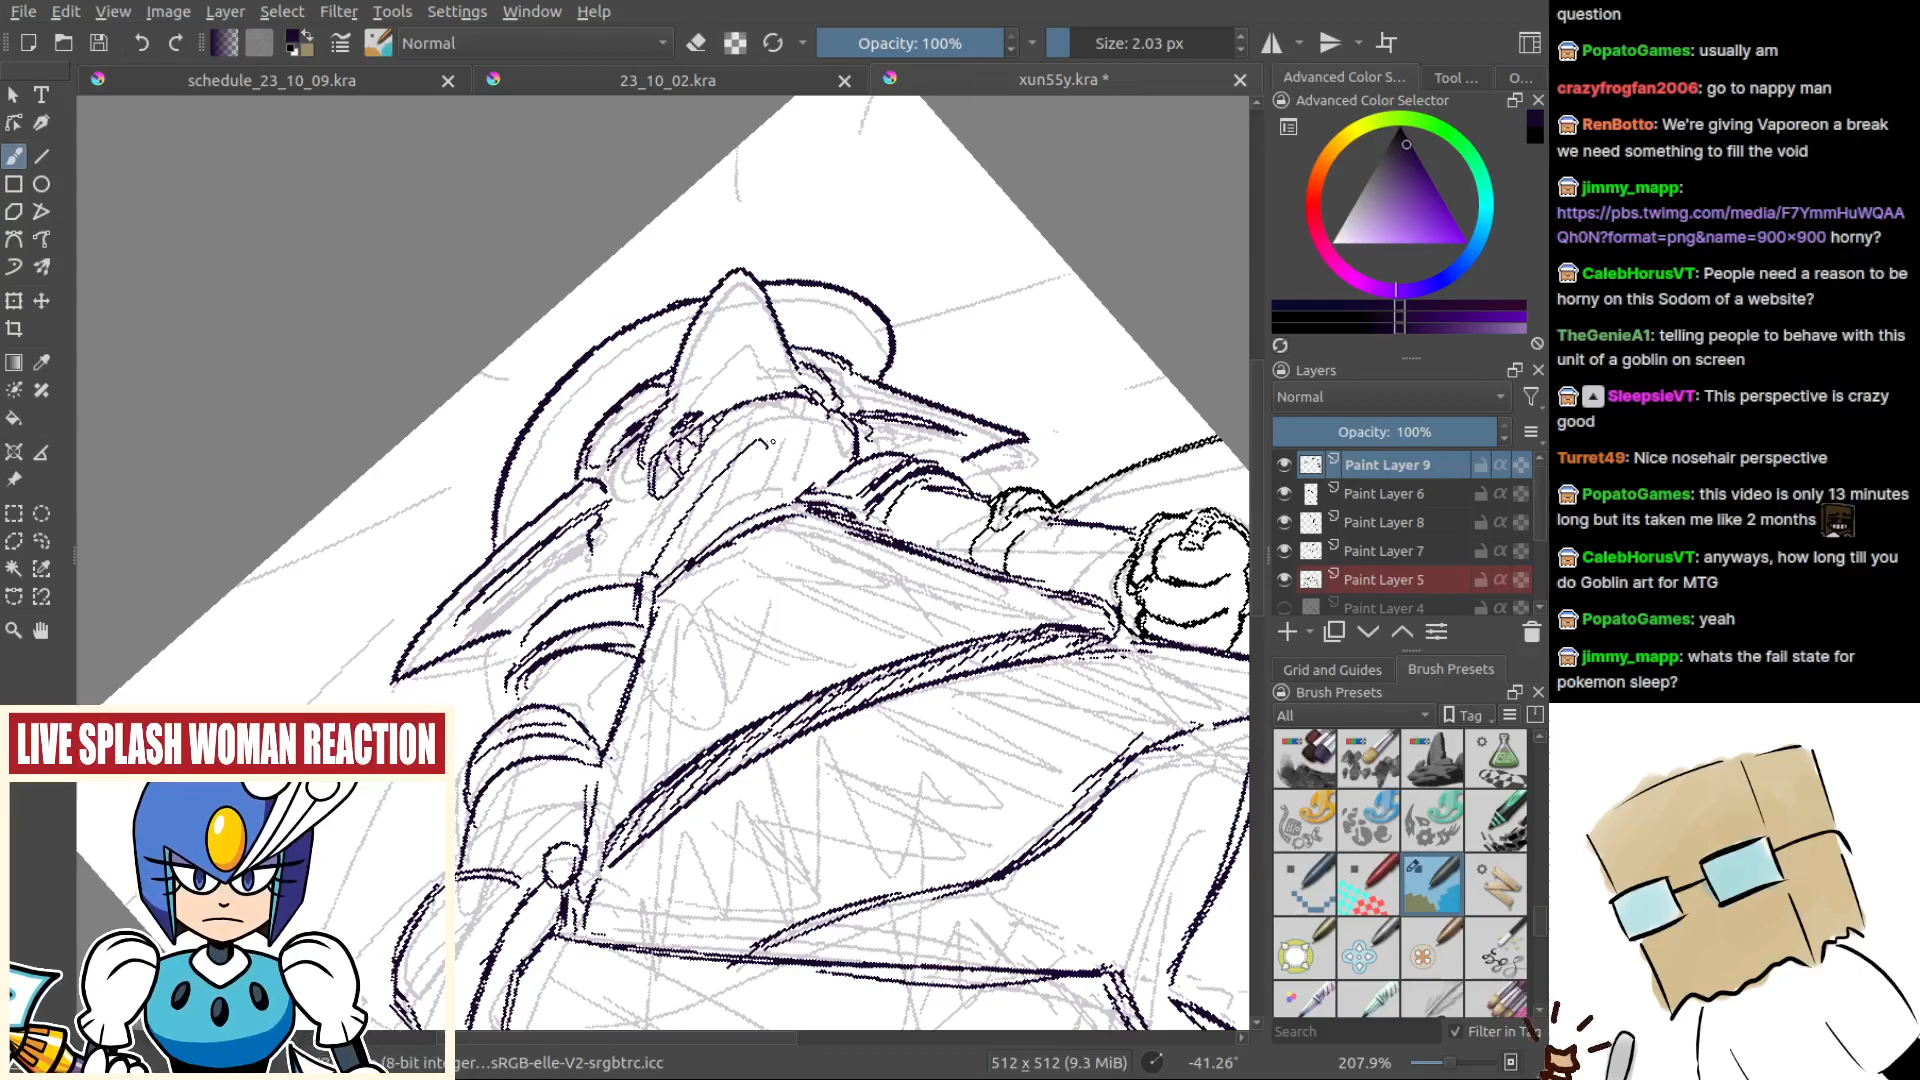 File Edit View Image Layer Select Filter Tools Settings Window Help
Normal
Opacity: 100%
Size: 2.03 px
schedule_23_10_09.kra
23_10_02.kra
xun55y.kra *
Advanced Color S...
Tool ...
O...
Advanced Color Selector
Layers
Normal
Opacity: 100%
Paint Layer 9
Paint Layer 6
Paint Layer 8
Paint Layer 7
Paint Layer 5
Paint Layer 4
Grid and Guides
Brush Presets
Brush Presets
All
Tag
Search
Filter in Tag
(8-bit integer...sRGB-elle-V2-srgbtrc.icc
512 x 512 (9.3 MiB)
-41.26°
207.9%
LIVE SPLASH WOMAN REACTION
question
PopatoGames: usually am
crazyfrogfan2006: go to nappy man
RenBotto: We're giving Vaporeon a break
we need something to fill the void
jimmy_mapp:
https://pbs.twimg.com/media/F7YmmHuWQAA
Qh0N?format=png&name=900×900 horny?
CalebHorusVT: People need a reason to be
horny on this Sodom of a website?
TheGenieA1: telling people to behave with this
unit of a goblin on screen
SleepsieVT: This perspective is crazy
good
Turret49: Nice nosehair perspective
PopatoGames: this video is only 13 minutes
long but its taken me like 2 months
CalebHorusVT: anyways, how long till you
do Goblin art for MTG
PopatoGames: yeah
jimmy_mapp: whats the fail state for
pokemon sleep?